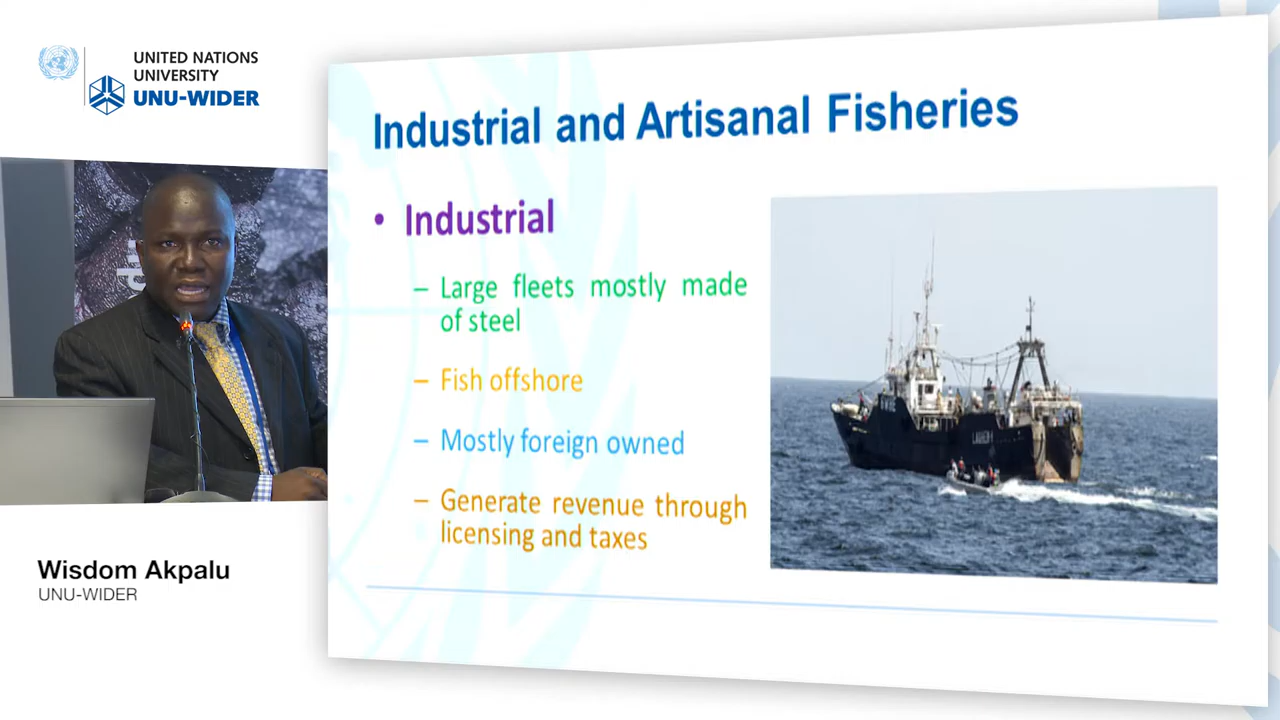 UNITED NATIONS
UNIVERSITY
UNU-WIDER
Industrial and Artisanal Fisheries
• Industrial
– Large fleets mostly made
of steel
– Fish offshore
– Mostly foreign owned
– Generate revenue through
licensing and taxes
Wisdom Akpalu
UNU-WIDER